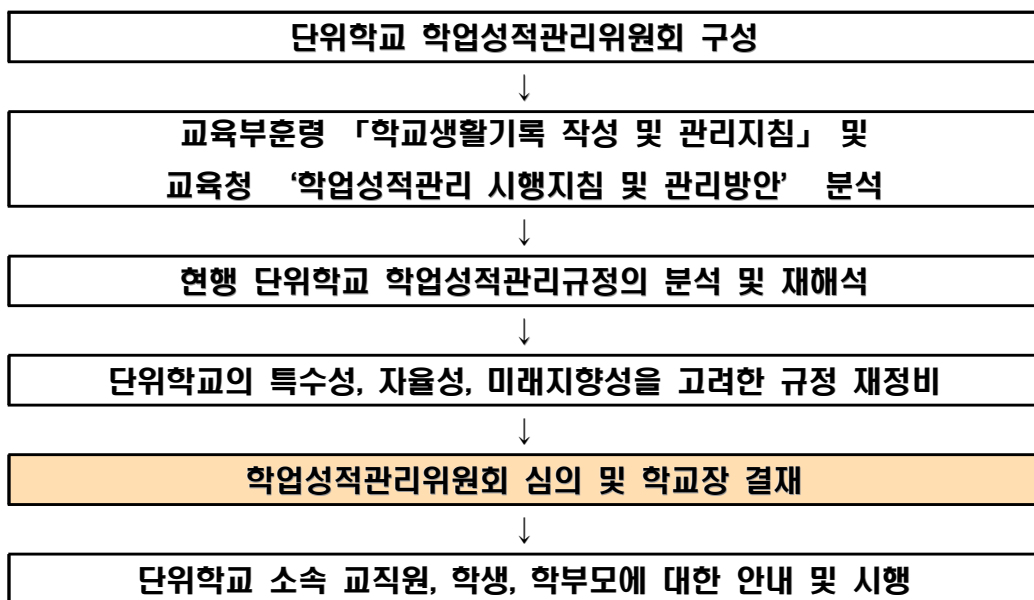 단위학교 학업성적관리위원회 구성
↓
교육부훈령 「학교생활기록 작성 및 관리지침」 및
교육청 ‘학업성적관리 시행지침 및 관리방안’ 분석
↓
현행 단위학교 학업성적관리규정의 분석 및 재해석
↓
단위학교의 특수성, 자율성, 미래지향성을 고려한 규정 재정비
↓
학업성적관리위원회 심의 및 학교장 결재
↓
단위학교 소속 교직원, 학생, 학부모에 대한 안내 및 시행